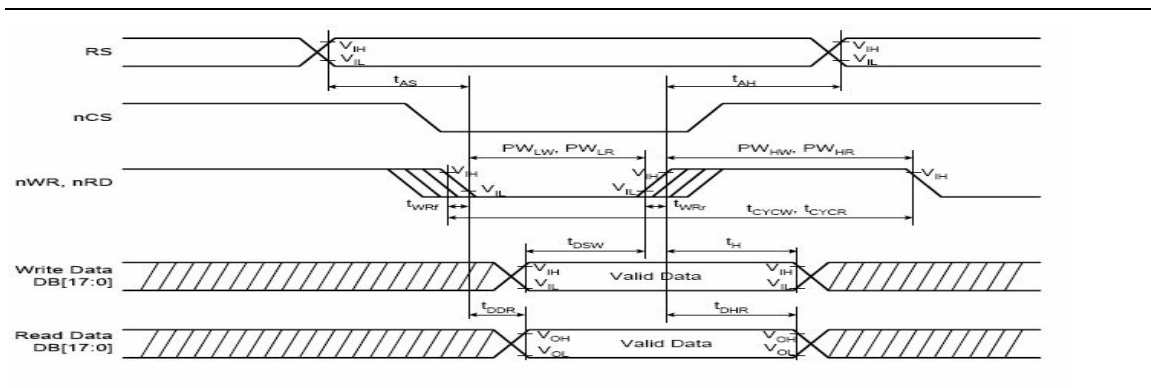 RS
VIH
VIL
VIH
VIL
tAS
tAH
nCS
PWLW, PWLR
PWHW, PWHR
nWR, nRD
VIH
VIL
VIH
VIL
VIH
tWRf
tWRr
tCYCW, tCYCR
tDSW
tH
Write Data
DB[17:0]
VIH
VIL
Valid Data
VIH
VIL
tDDR
tDHR
Read Data
DB[17:0]
VOH
VOL
Valid Data
VOH
VOL